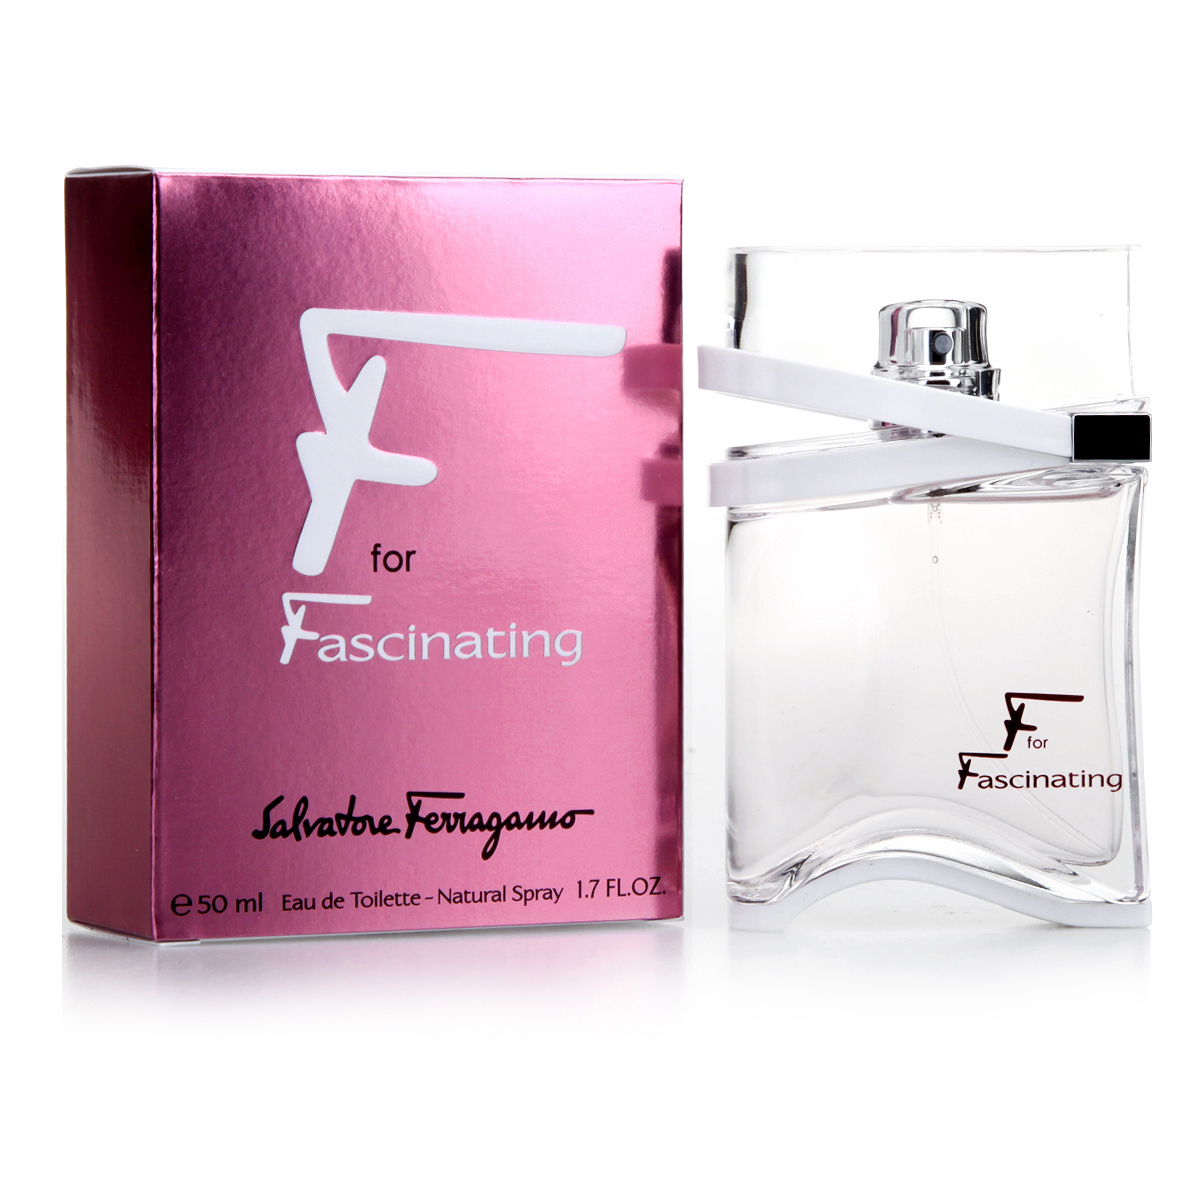 F
for
Fascinating
Salvatore Ferragamo
℮ 50 ml Eau de Toilette - Natural Spray 1.7 FL.OZ.
F
for
Fascinating